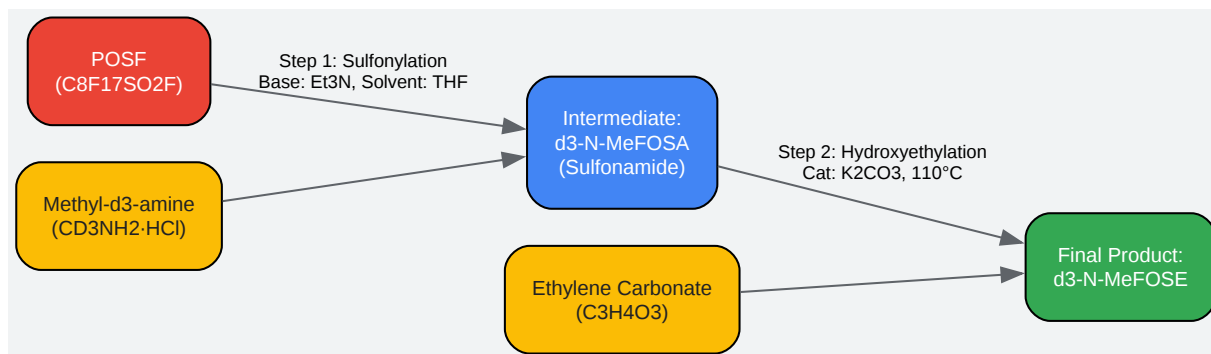 POSF
(C8F17SO2F)
Step 1: Sulfonylation
Base: Et3N, Solvent: THF
Methyl-d3-amine
(CD3NH2·HCl)
Intermediate:
d3-N-MeFOSA
(Sulfonamide)
Step 2: Hydroxyethylation
Cat: K2CO3, 110°C
Ethylene Carbonate
(C3H4O3)
Final Product:
d3-N-MeFOSE